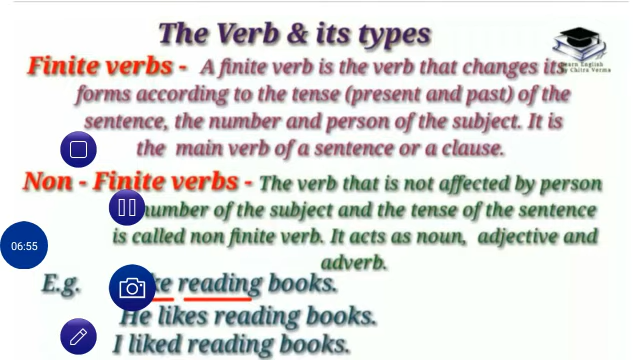 The Verb & its types
Finite verbs - A finite verb is the verb that changes its
forms according to the tense (present and past) of the
sentence, the number and person of the subject. It is
the main verb of a sentence or a clause.
Learn English
By Chitra Verma
Non - Finite verbs - The verb that is not affected by person
number of the subject and the tense of the sentence
is called non finite verb. It acts as noun, adjective and
adverb.
06:55
E.g. reading books.
He likes reading books.
I liked reading books.